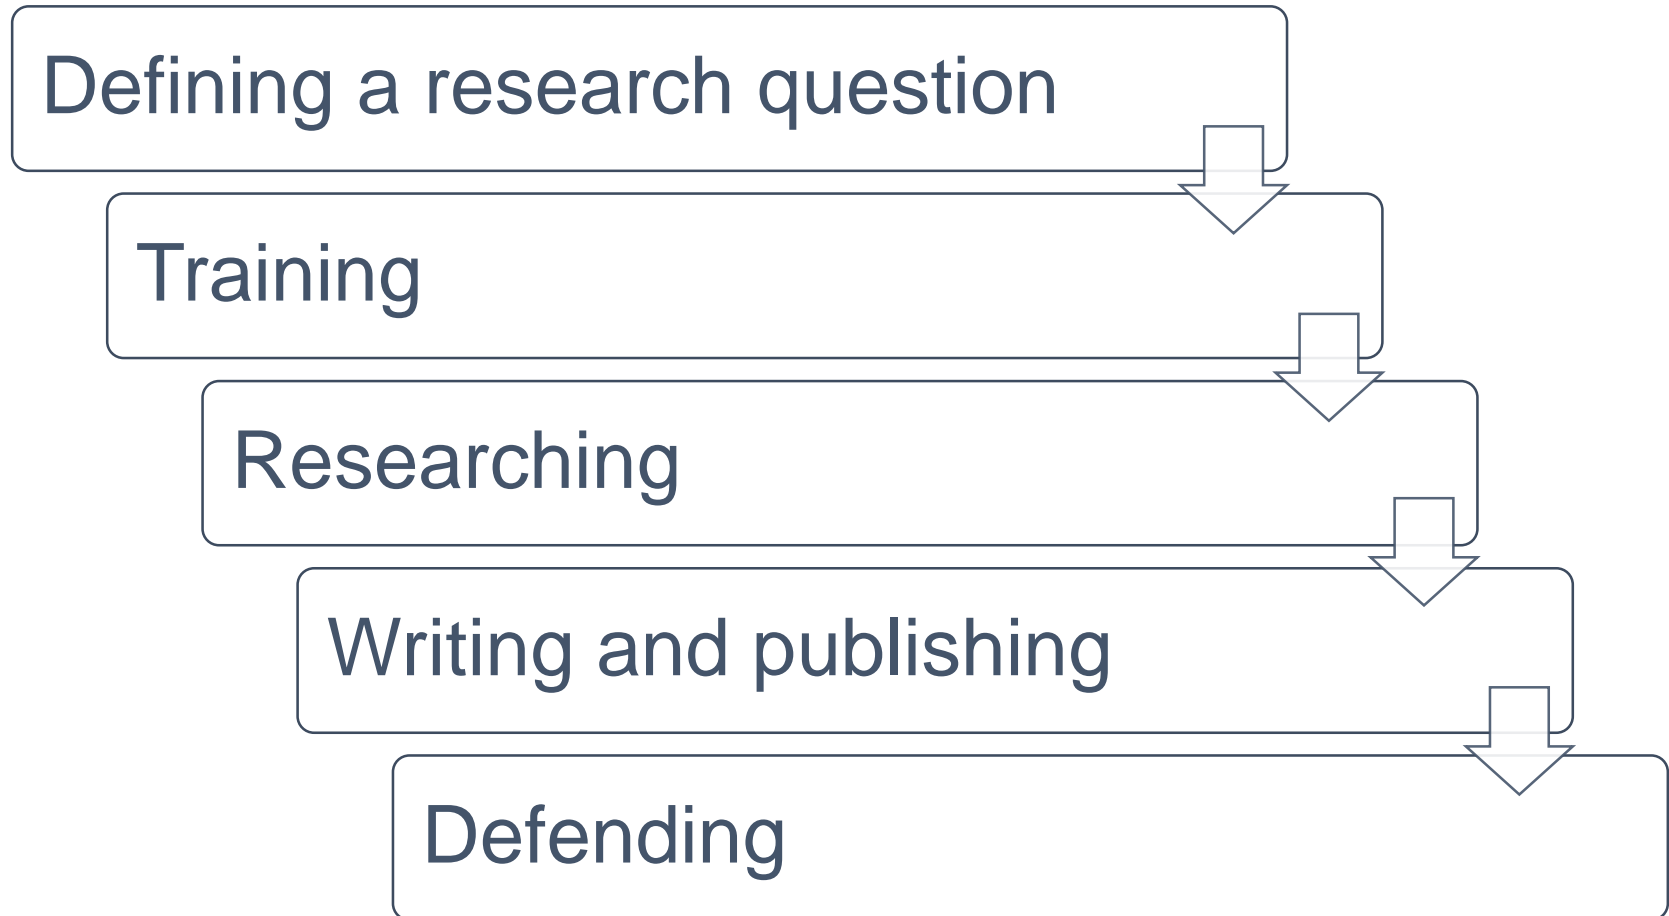 Defining a research question
Training
Researching
Writing and publishing
Defending